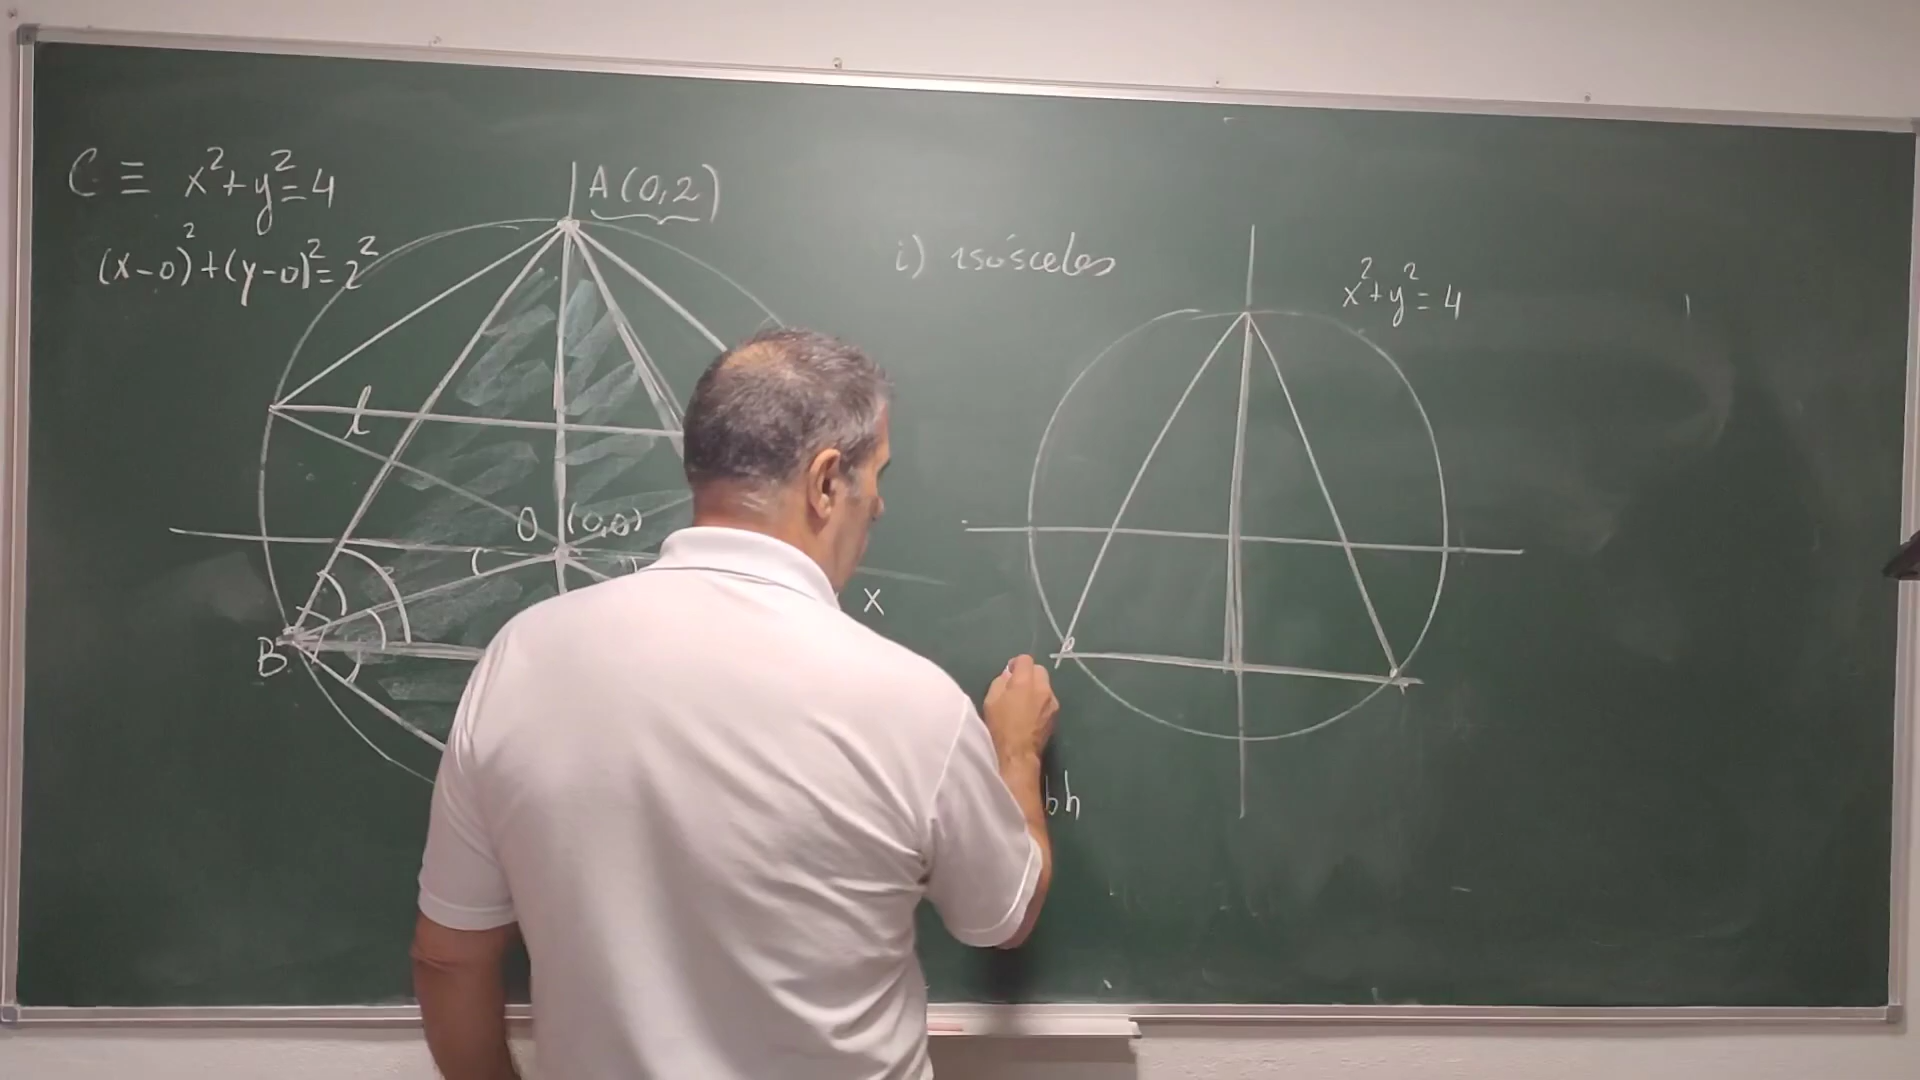 C ≡ x²+y²=4
(x-0)²+(y-0)²=2²
A(0,2)
l
O (0,0)
B
x
i) isósceles
x²+y²=4
bh